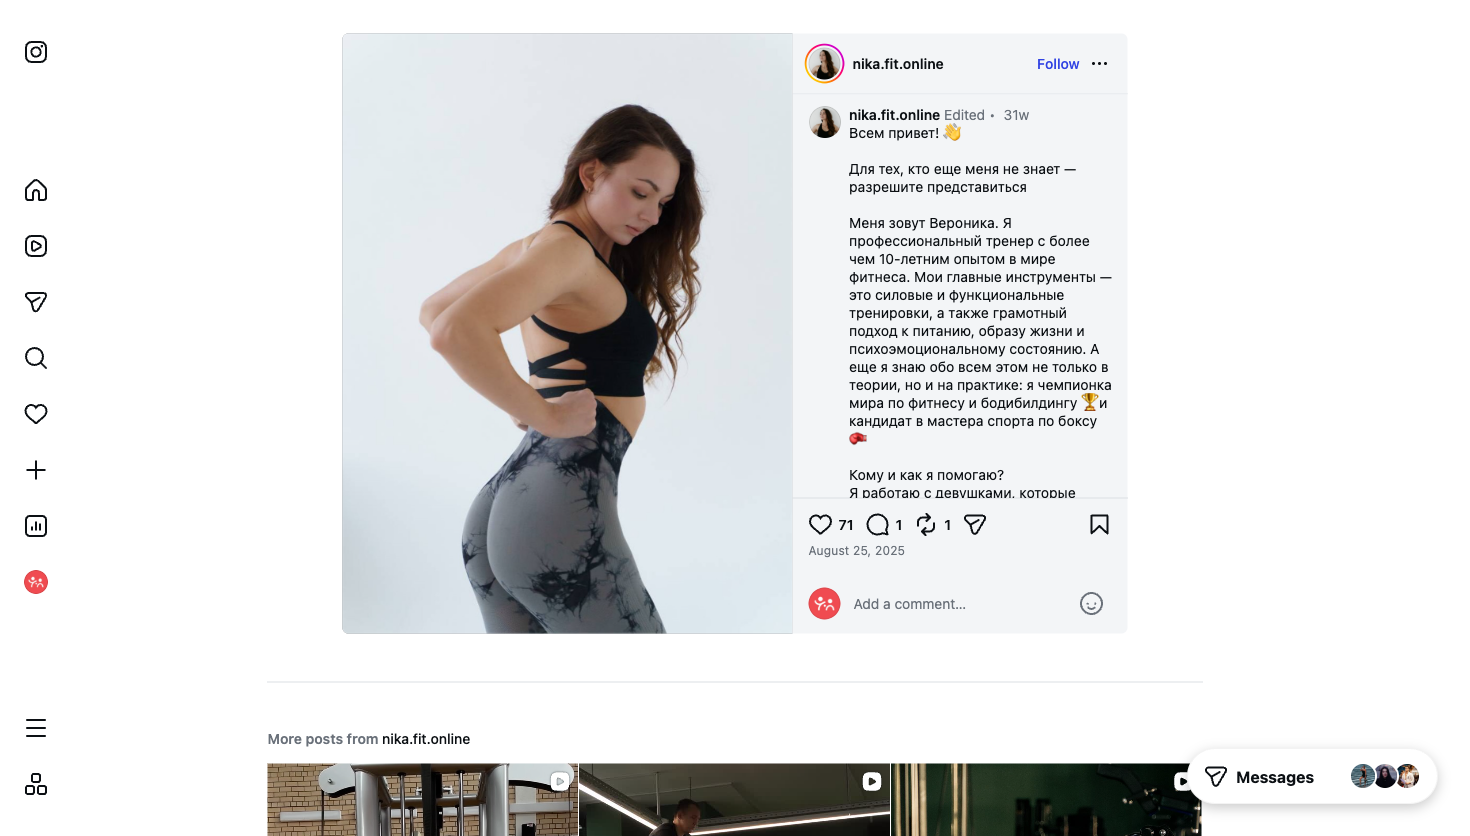 nika.fit.online
Follow
nika.fit.online Edited • 31w
Всем привет! 👋
Для тех, кто еще меня не знает —
разрешите представиться
Меня зовут Вероника. Я
профессиональный тренер с более
чем 10-летним опытом в мире
фитнеса. Мои главные инструменты —
это силовые и функциональные
тренировки, а также грамотный
подход к питанию, образу жизни и
психоэмоциональному состоянию. А
еще я знаю обо всем этом не только в
теории, но и на практике: я чемпионка
мира по фитнесу и бодибилдингу 🏆и
кандидат в мастера спорта по боксу
🥊
Кому и как я помогаю?
Я работаю с девушками, которые
71 1 1
August 25, 2025
Add a comment...
More posts from nika.fit.online
Messages